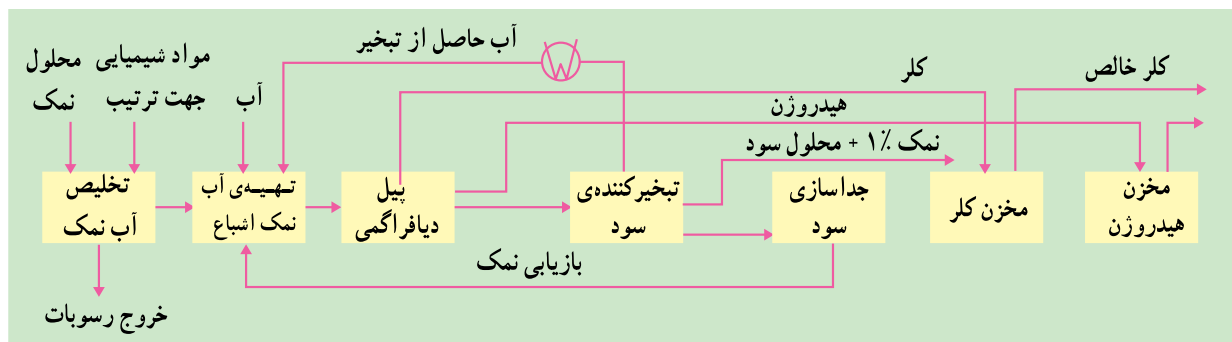 آب حاصل از تبخیر
محلول
نمک
مواد شیمیایی
جهت ترتیب
آب
کلر
کلر خالص
هیدروژن
نمک ۱٪ + محلول سود
تخلیص
آب نمک
تهیه‌ی آب
نمک اشباع
پیل
دیافراگمی
تبخیرکننده‌ی
سود
جداسازی
سود
مخزن کلر
مخزن
هیدروژن
بازیابی نمک
خروج رسوبات